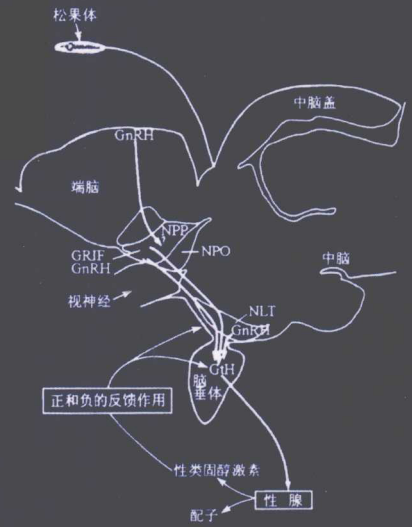 松果体
中脑盖
GnRH
端脑
NPP
GRIF
NPO
GnRH
中脑
视神经
NLT
GnRH
GtH
脑
垂体
正和负的反馈作用
性类固醇激素
性腺
配子